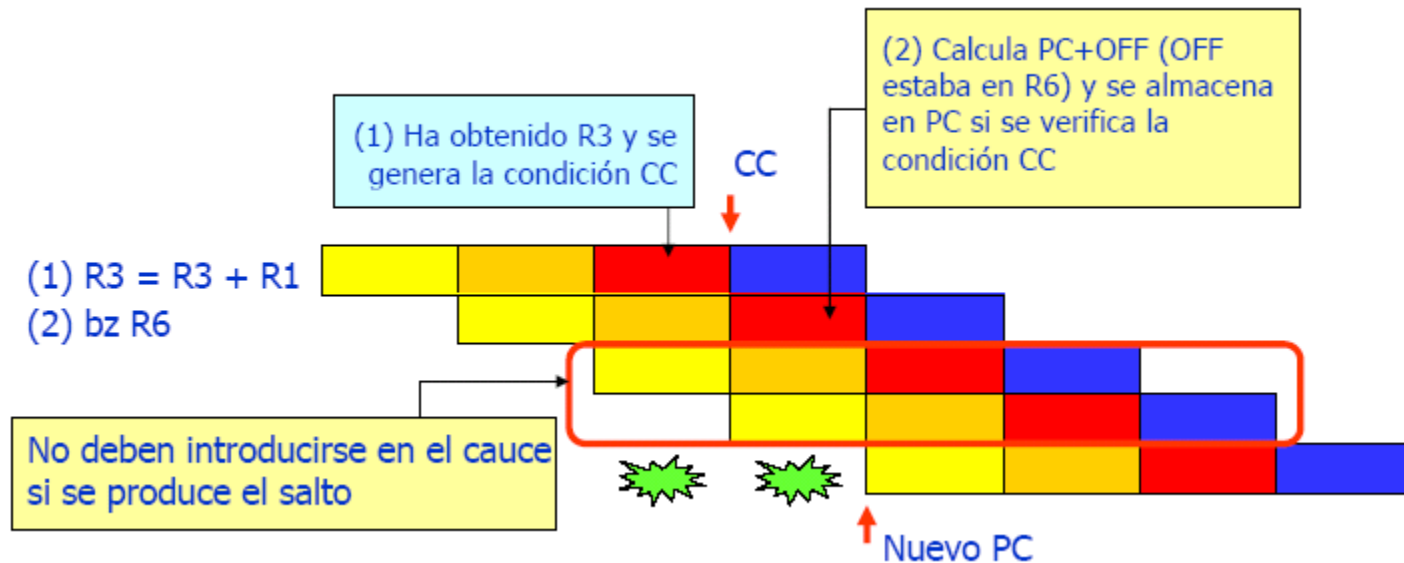 (2) Calcula PC+OFF (OFF
estaba en R6) y se almacena
en PC si se verifica la
condición CC
(1) Ha obtenido R3 y se
genera la condición CC
CC
(1) R3 = R3 + R1
(2) bz R6
No deben introducirse en el cauce
si se produce el salto
Nuevo PC